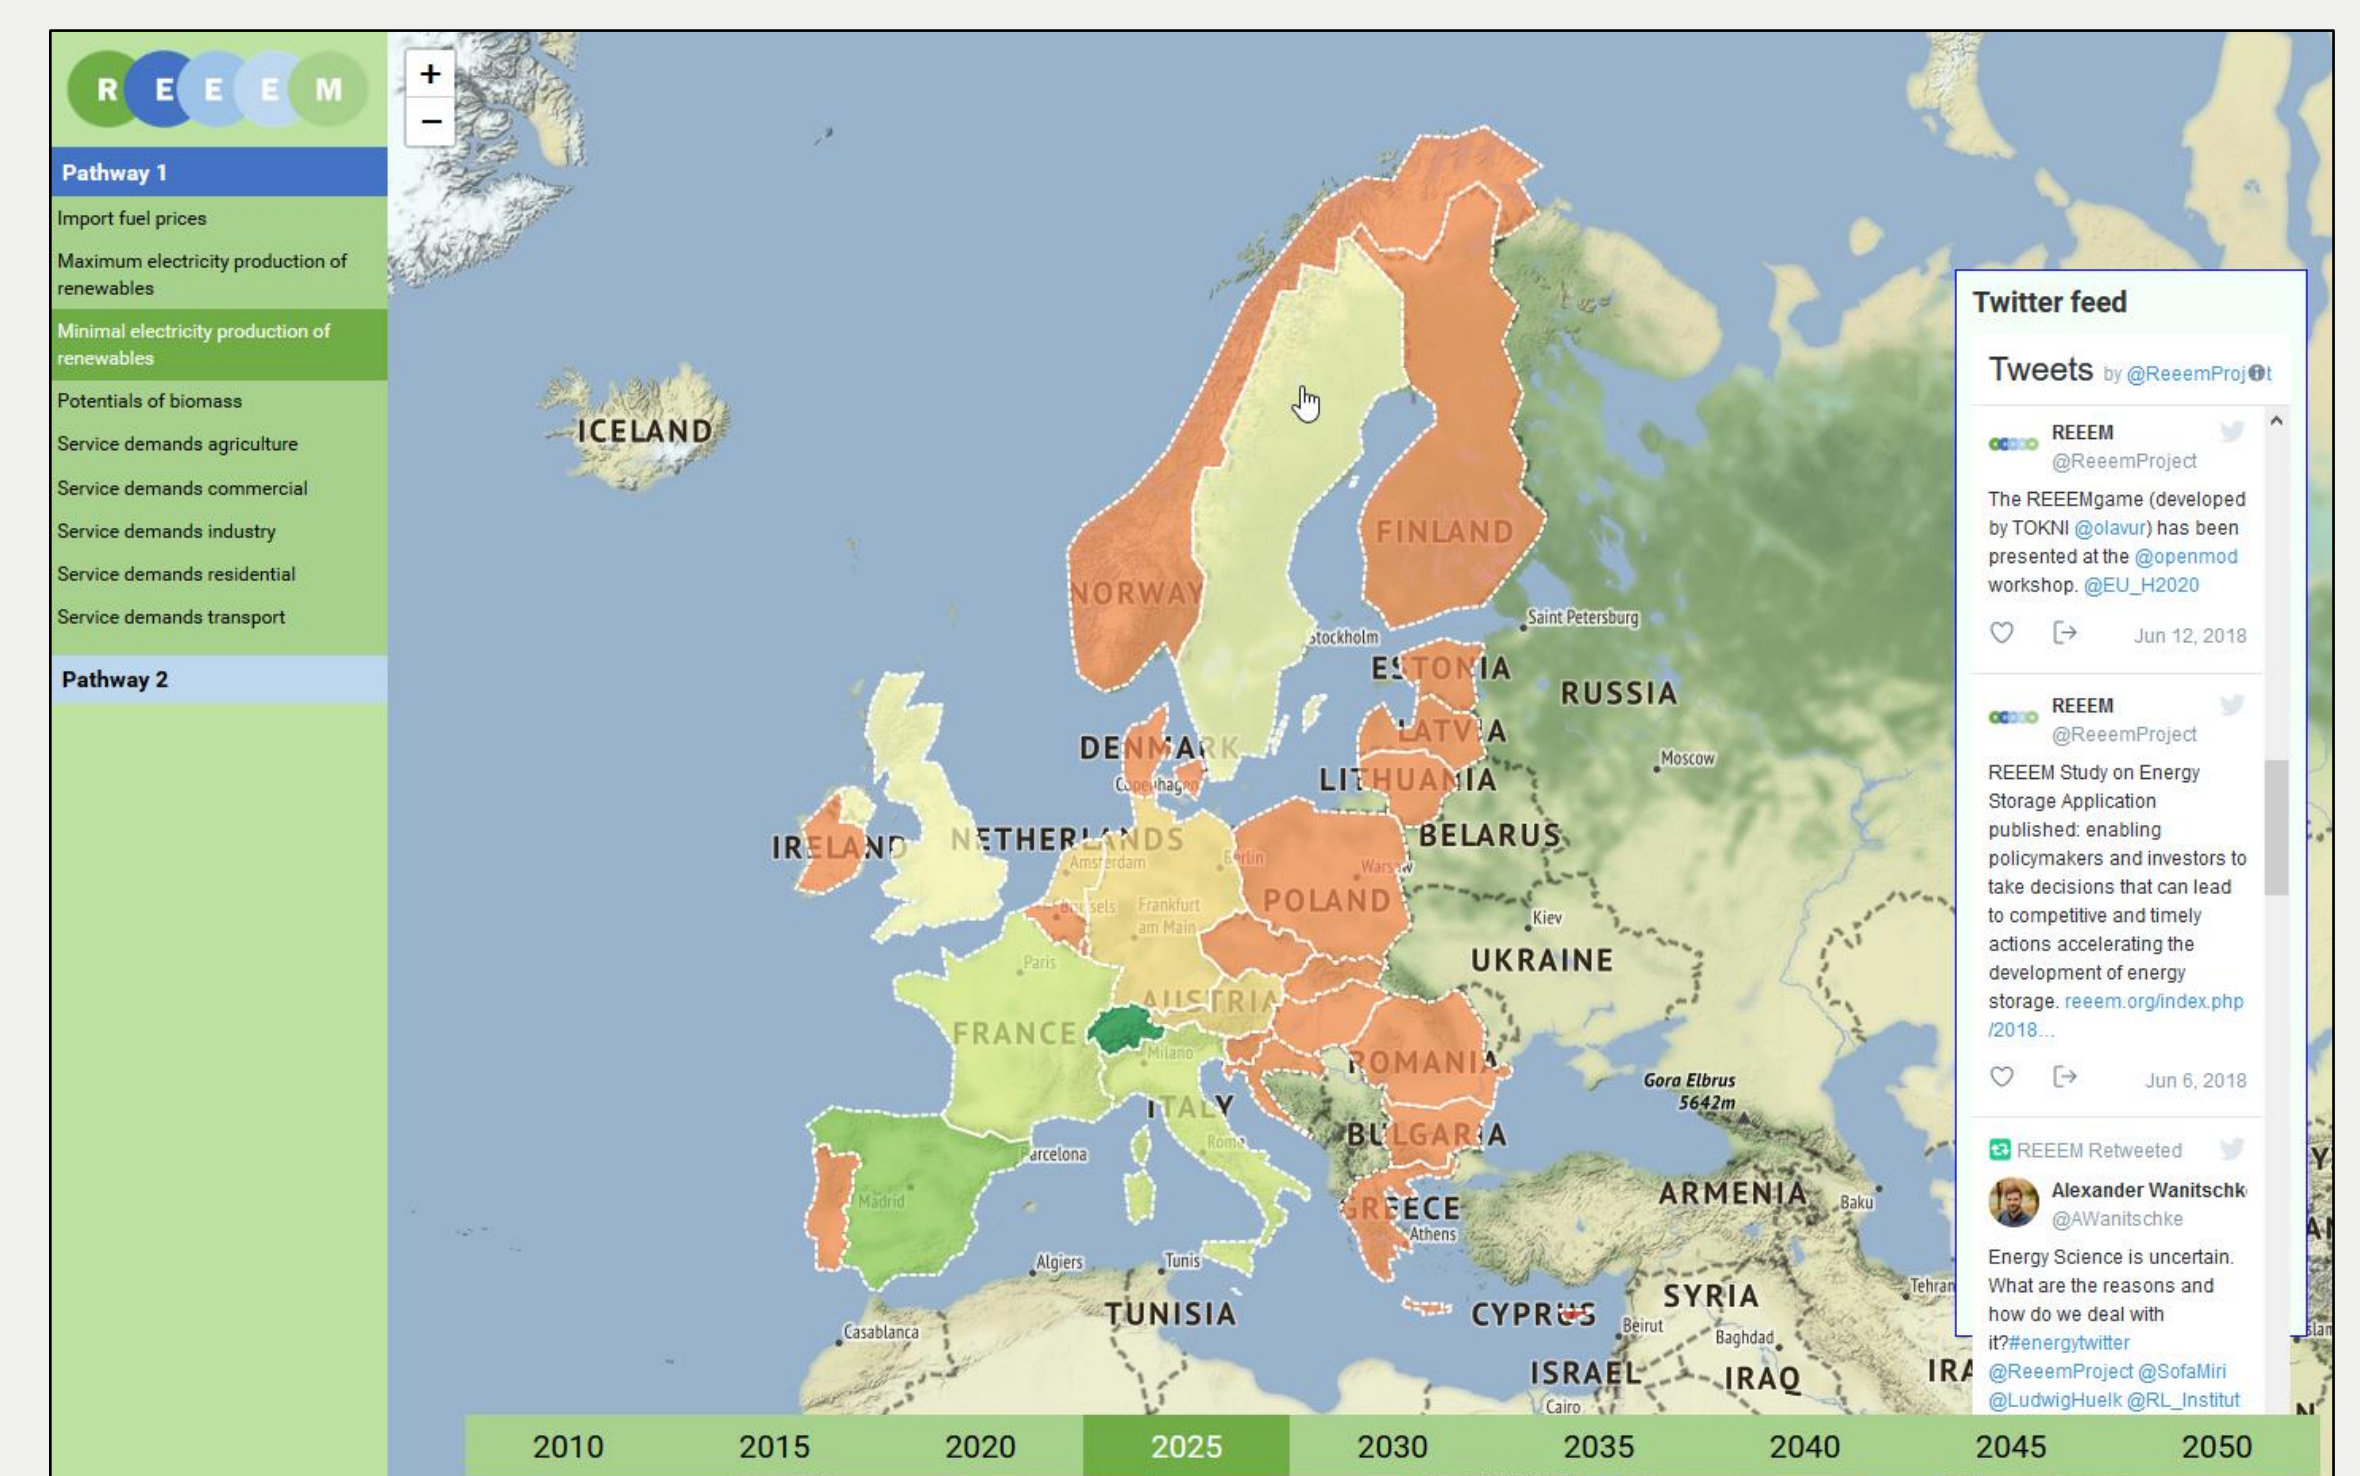 REEEM
Pathway 1
Import fuel prices
Maximum electricity production of
renewables
Minimal electricity production of
renewables
Potentials of biomass
Service demands agriculture
Service demands commercial
Service demands industry
Service demands residential
Service demands transport
Pathway 2
+
−
ICELAND
FINLAND
NORWAY
Saint Petersburg
Stockholm
ESTONIA
RUSSIA
LATVIA
DENMARK
Moscow
Copenhagen
LITHUANIA
IRELAND
NETHERLANDS
BELARUS
Amsterdam
Berlin
Warsaw
Brussels
Frankfurt
am Main
POLAND
Kiev
UKRAINE
Paris
AUSTRIA
FRANCE
Milano
ROMANIA
Gora Elbrus
5642m
ITALY
Roma
BULGARIA
Barcelona
Madrid
GREECE
Athens
ARMENIA
Baku
Algiers
Tunis
TUNISIA
CYPRUS
SYRIA
Tehran
Casablanca
Beirut
Baghdad
ISRAEL
IRAQ
IRA
Cairo
Twitter feed
Tweets by @ReeemProj t
REEEM
@ReeemProject
The REEEMgame (developed
by TOKNI @olavur) has been
presented at the @openmod
workshop. @EU_H2020
Jun 12, 2018
REEEM
@ReeemProject
REEEM Study on Energy
Storage Application
published: enabling
policymakers and investors to
take decisions that can lead
to competitive and timely
actions accelerating the
development of energy
storage. reeem.org/index.php
/2018...
Jun 6, 2018
REEEM Retweeted
Alexander Wanitschk
@AWanitschke
Energy Science is uncertain.
What are the reasons and
how do we deal with
it?#energytwitter
@ReeemProject @SofaMiri
@LudwigHuelk @RL_Institut
2010 2015 2020 2025 2030 2035 2040 2045 2050